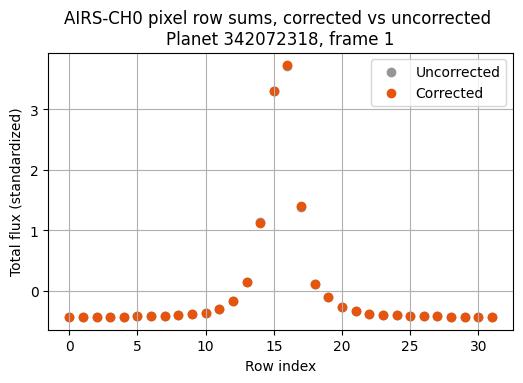 AIRS-CH0 pixel row sums, corrected vs uncorrected
Planet 342072318, frame 1
Uncorrected
Corrected
Total flux (standardized)
3
2
1
0
0 5 10 15 20 25 30
Row index